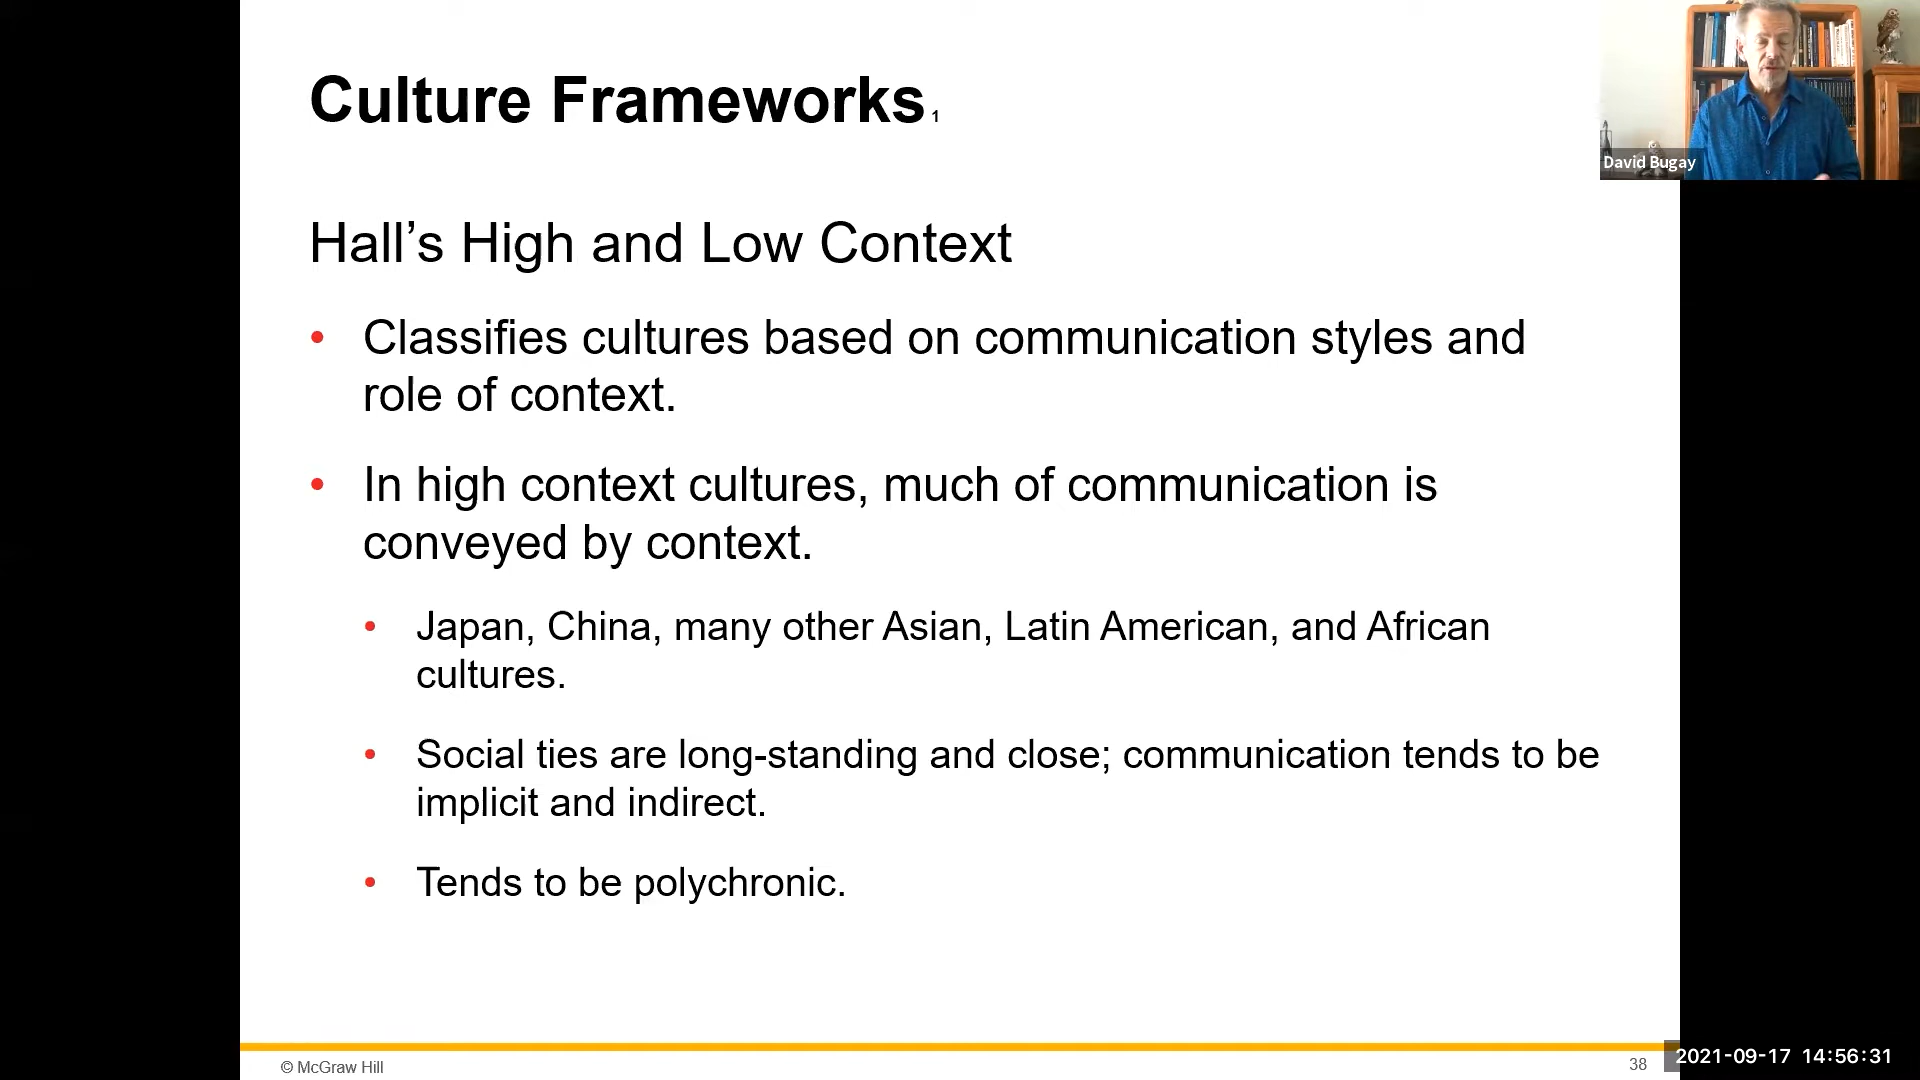 Culture Frameworks 1
David Bugay
Hall’s High and Low Context
• Classifies cultures based on communication styles and
role of context.
• In high context cultures, much of communication is
conveyed by context.
• Japan, China, many other Asian, Latin American, and African
cultures.
• Social ties are long-standing and close; communication tends to be
implicit and indirect.
• Tends to be polychronic.
© McGraw Hill
38
2021-09-17 14:56:31